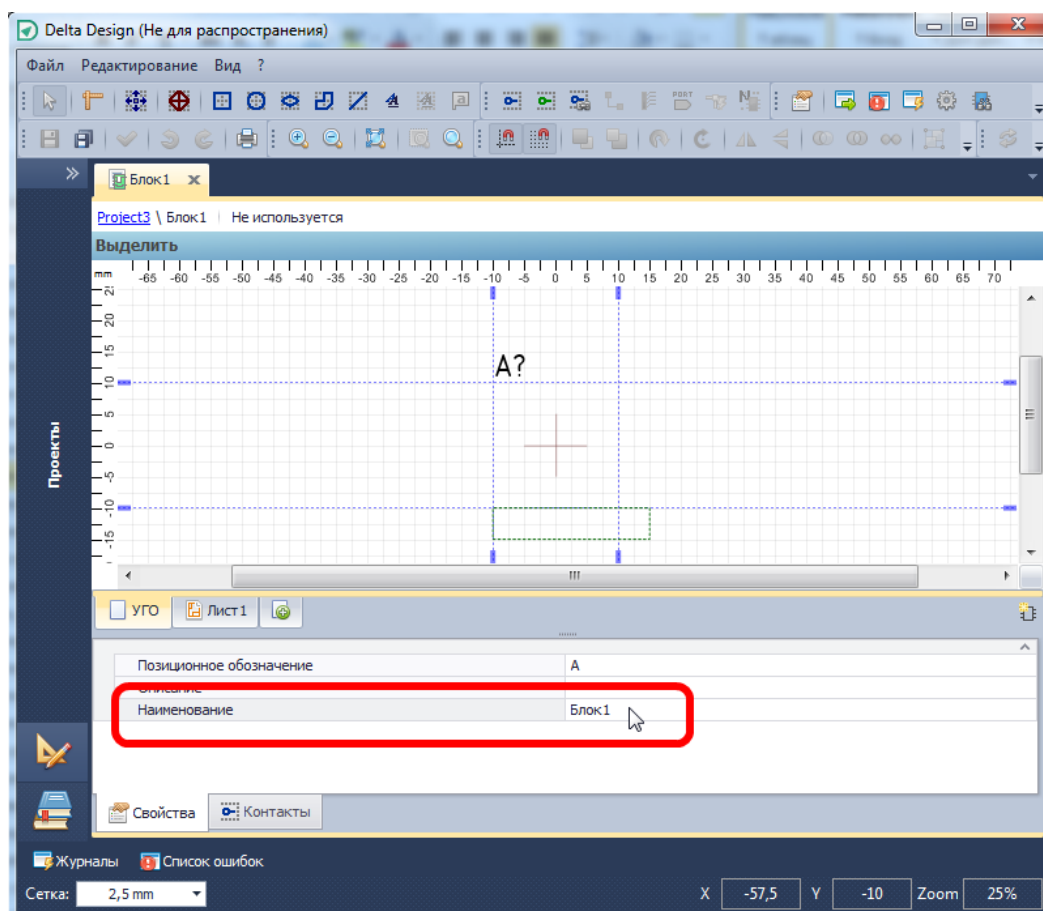 Delta Design (Не для распространения)
Файл Редактирование Вид ?
PORT
Блок1 x
Project3 \ Блок1 | Не используется
Выделить
mm -65 -60 -55 -50 -45 -40 -35 -30 -25 -20 -15 -10 -5 0 5 10 15 20 25 30 35 40 45 50 55 60 65 70
20
15
10
5
0
-5
-10
-15
A?
Проекты
УГО Лист1
Позиционное обозначение A
Описание
Наименование Блок1
Свойства Контакты
Журналы Список ошибок
Сетка: 2,5 mm X -57,5 Y -10 Zoom 25%